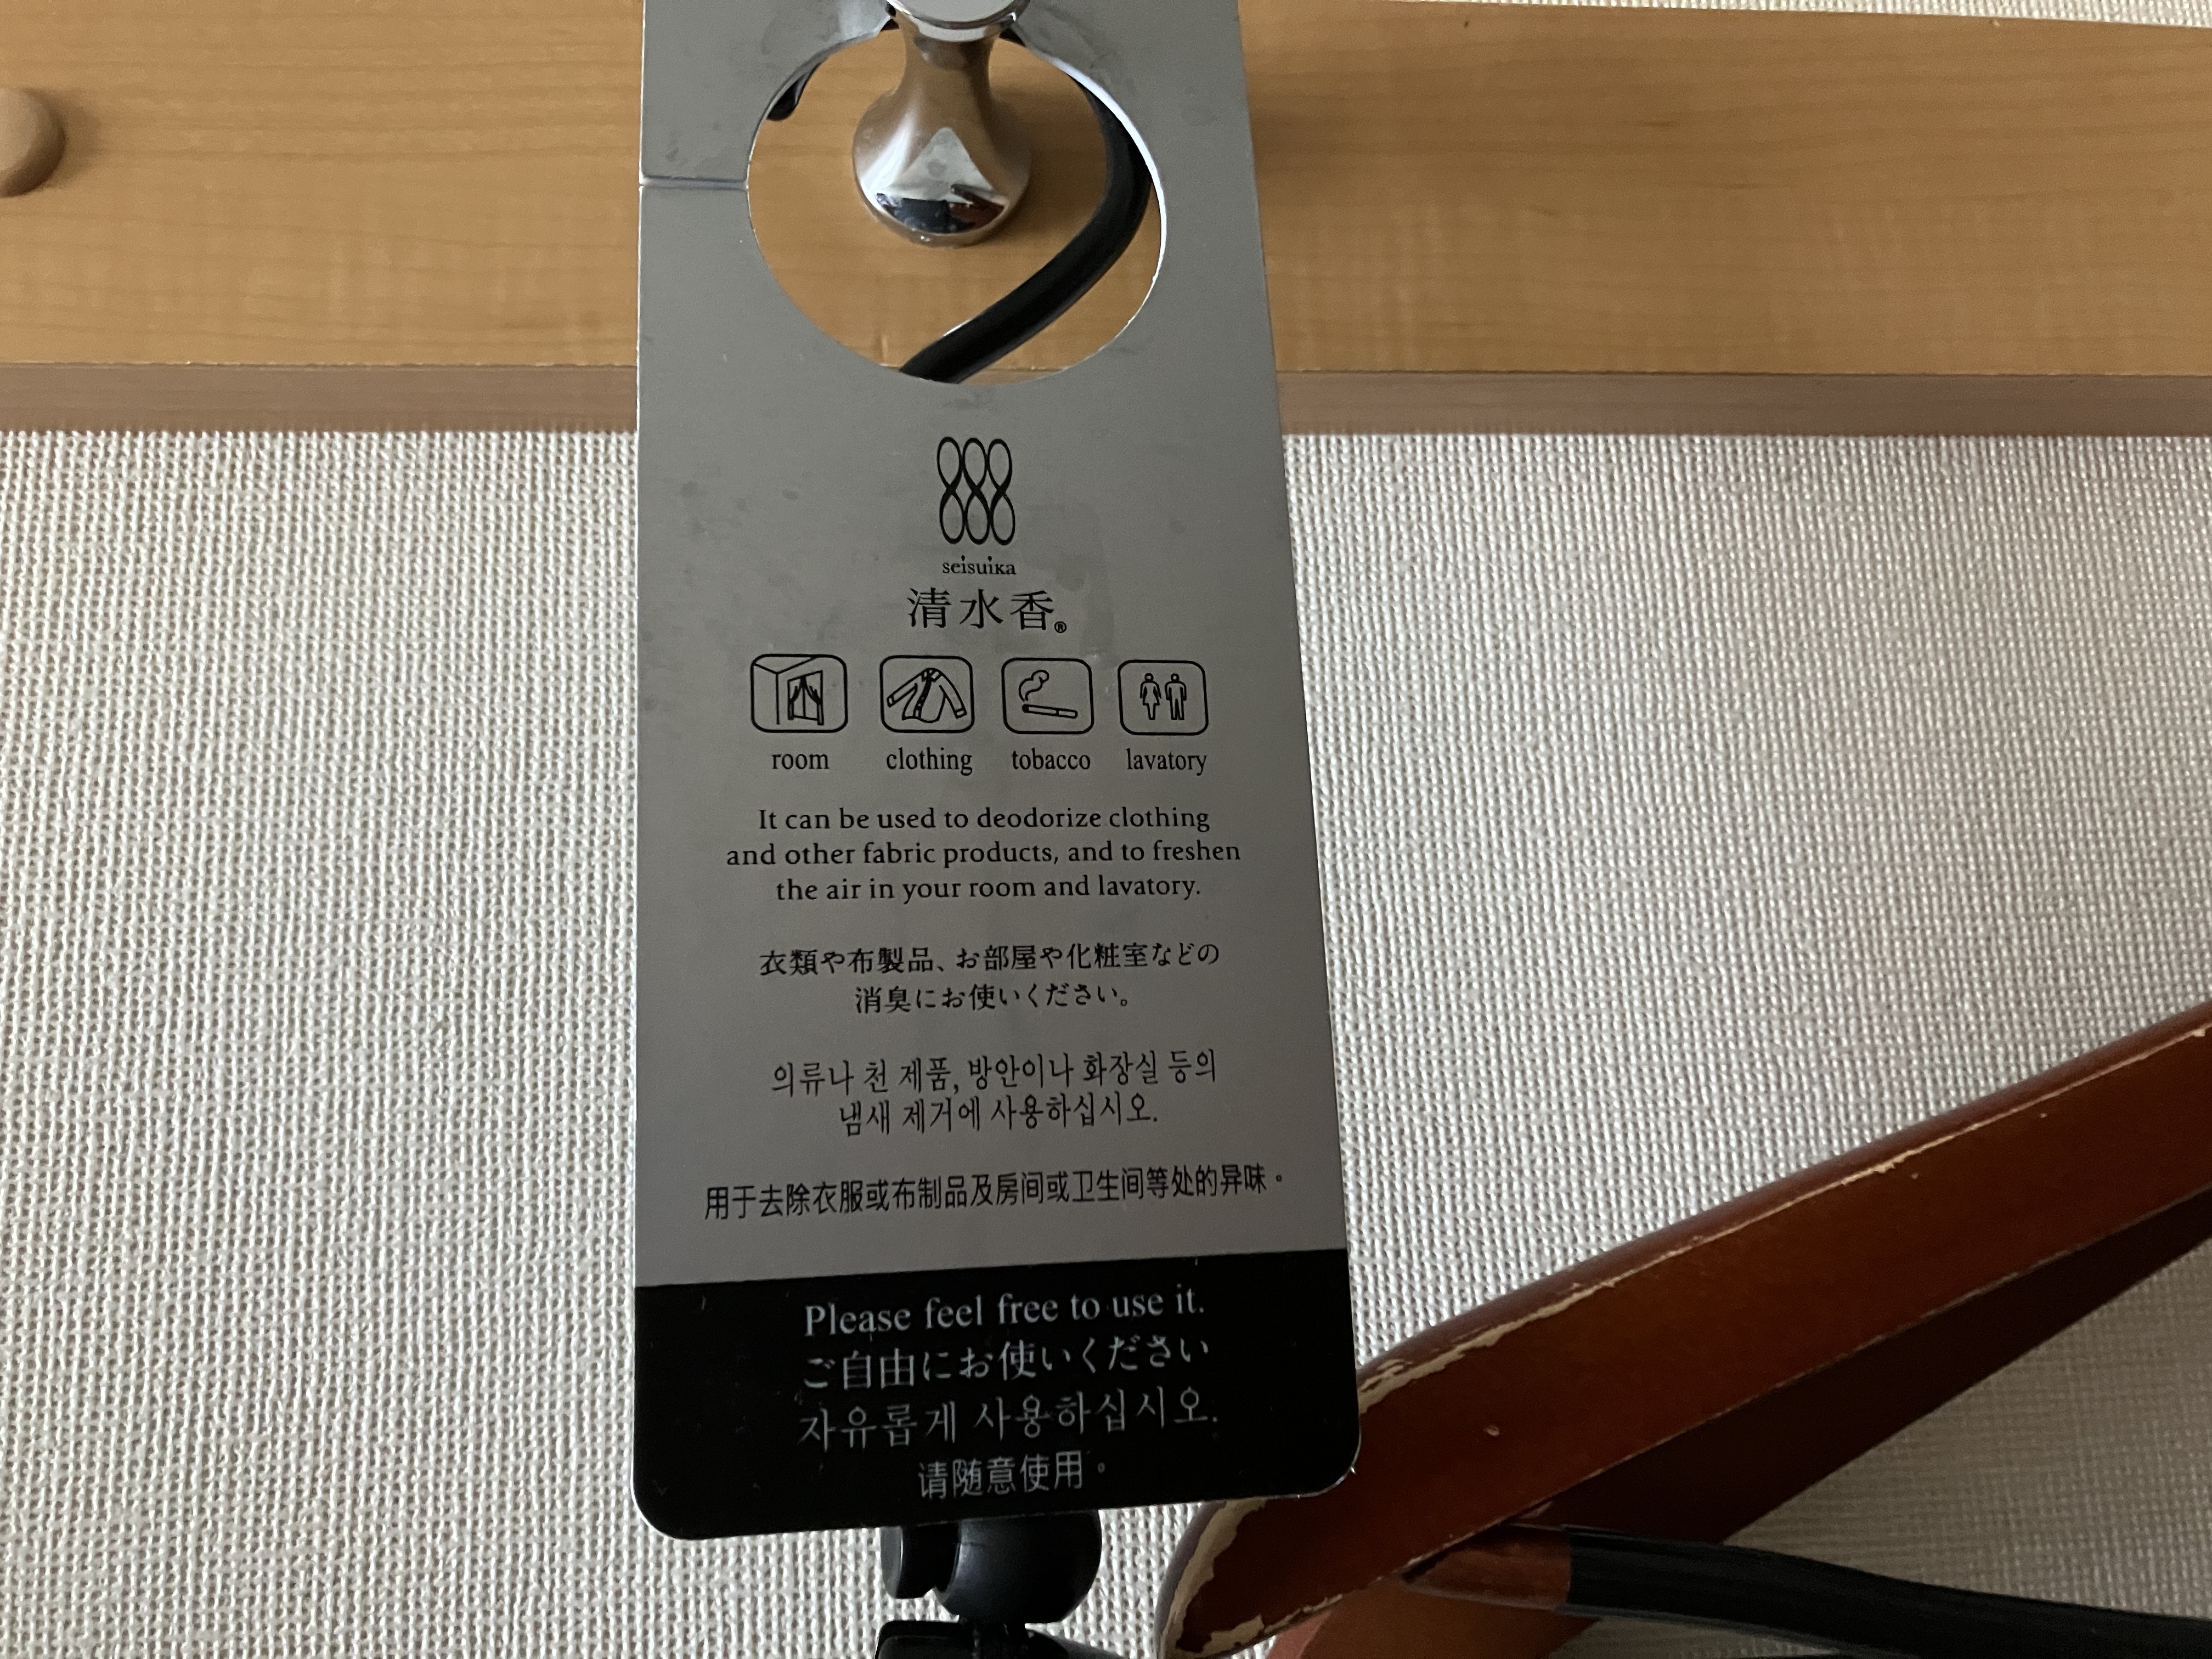 seisuika
清水香®
room clothing tobacco lavatory
It can be used to deodorize clothing
and other fabric products, and to freshen
the air in your room and lavatory.
衣類や布製品、お部屋や化粧室などの
消臭にお使いください。
의류나 천 제품, 방안이나 화장실 등의
냄새 제거에 사용하십시오.
用于去除衣服或布制品及房间或卫生间等处的异味。
Please feel free to use it.
ご自由にお使いください
자유롭게 사용하십시오.
请随意使用。